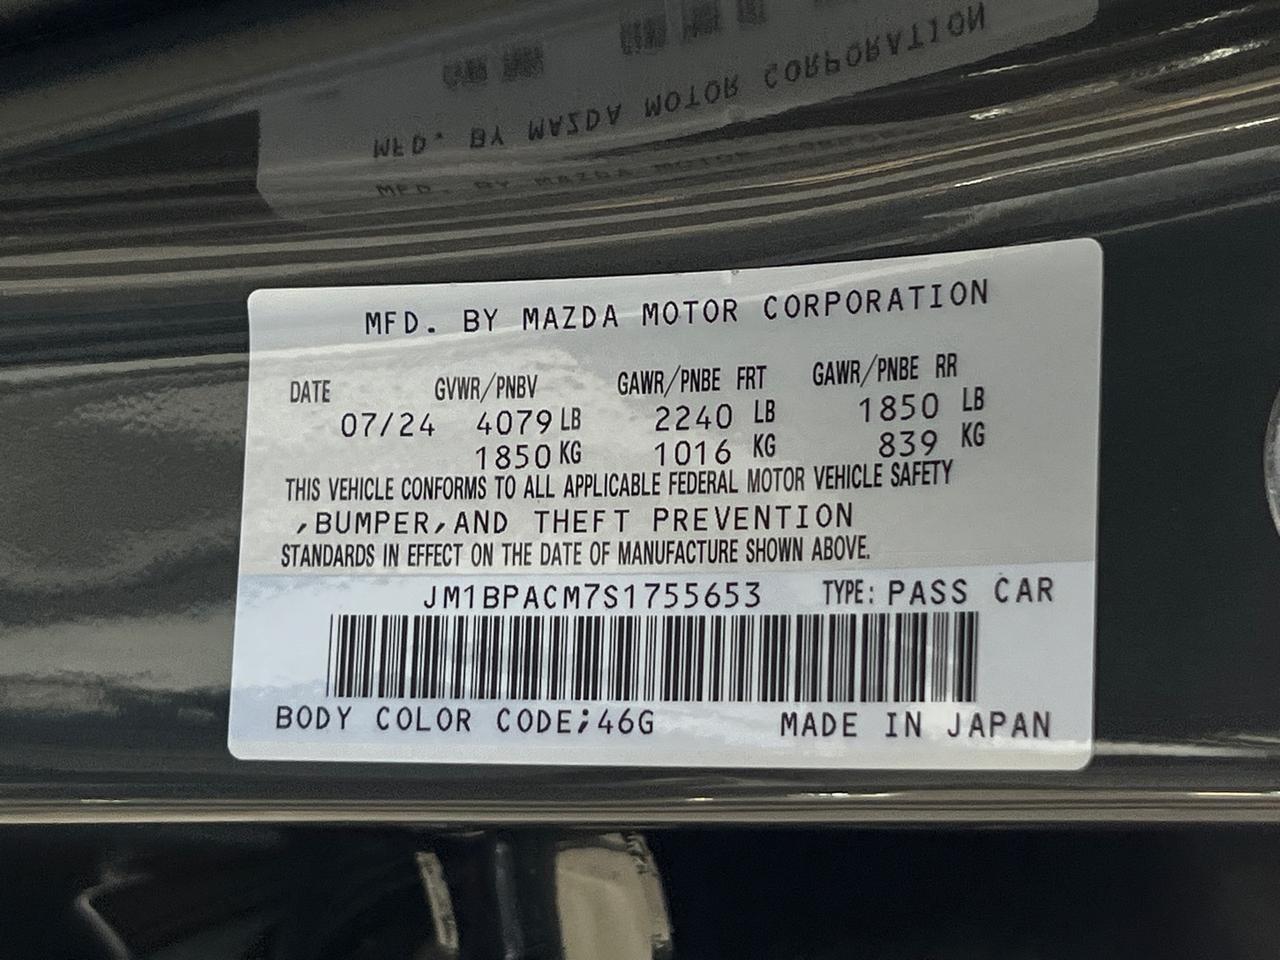 MFD. BY MAZDA MOTOR CORPORATION
MFD. BY MAZDA MOTOR CORPORATION
DATE GVWR/PNBV GAWR/PNBE FRT GAWR/PNBE RR
07/24 4079 LB 2240 LB 1850 LB
1850 KG 1016 KG 839 KG
THIS VEHICLE CONFORMS TO ALL APPLICABLE FEDERAL MOTOR VEHICLE SAFETY
,BUMPER,AND THEFT PREVENTION
STANDARDS IN EFFECT ON THE DATE OF MANUFACTURE SHOWN ABOVE.
JM1BPACM7S1755653 TYPE: PASS CAR
BODY COLOR CODE;46G MADE IN JAPAN